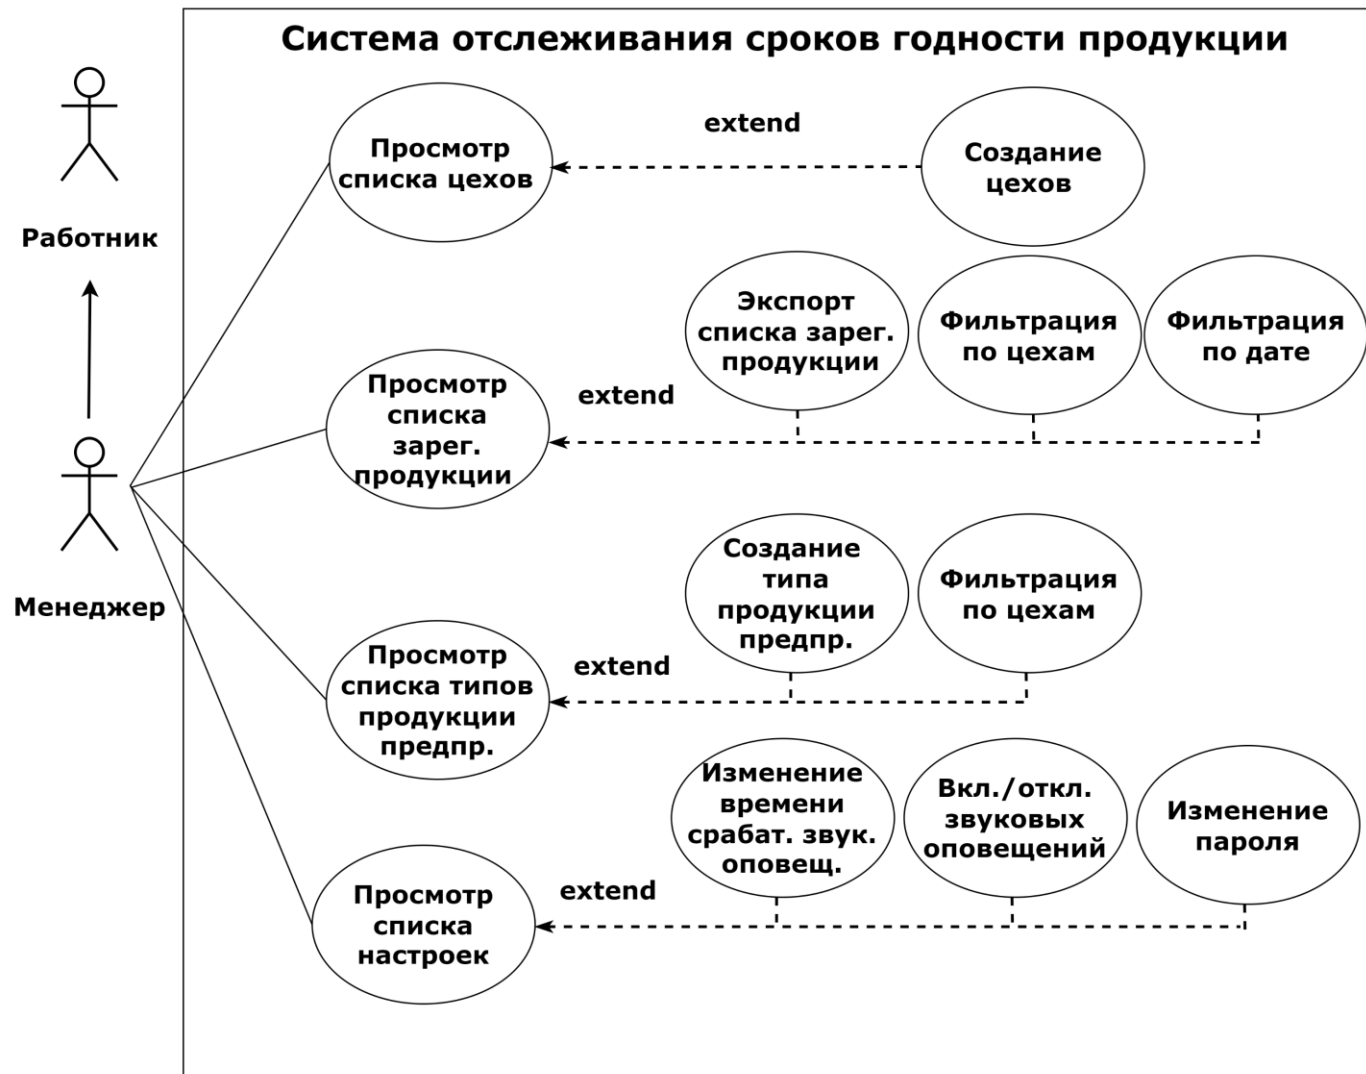 Система отслеживания сроков годности продукции
Работник
Менеджер
Просмотр
списка цехов
extend
Создание
цехов
Просмотр
списка
зарег.
продукции
extend
Экспорт
списка зарег.
продукции
Фильтрация
по цехам
Фильтрация
по дате
Просмотр
списка типов
продукции
предпр.
extend
Создание
типа
продукции
предпр.
Фильтрация
по цехам
Просмотр
списка
настроек
extend
Изменение
времени
срабат. звук.
оповещ.
Вкл./откл.
звуковых
оповещений
Изменение
пароля